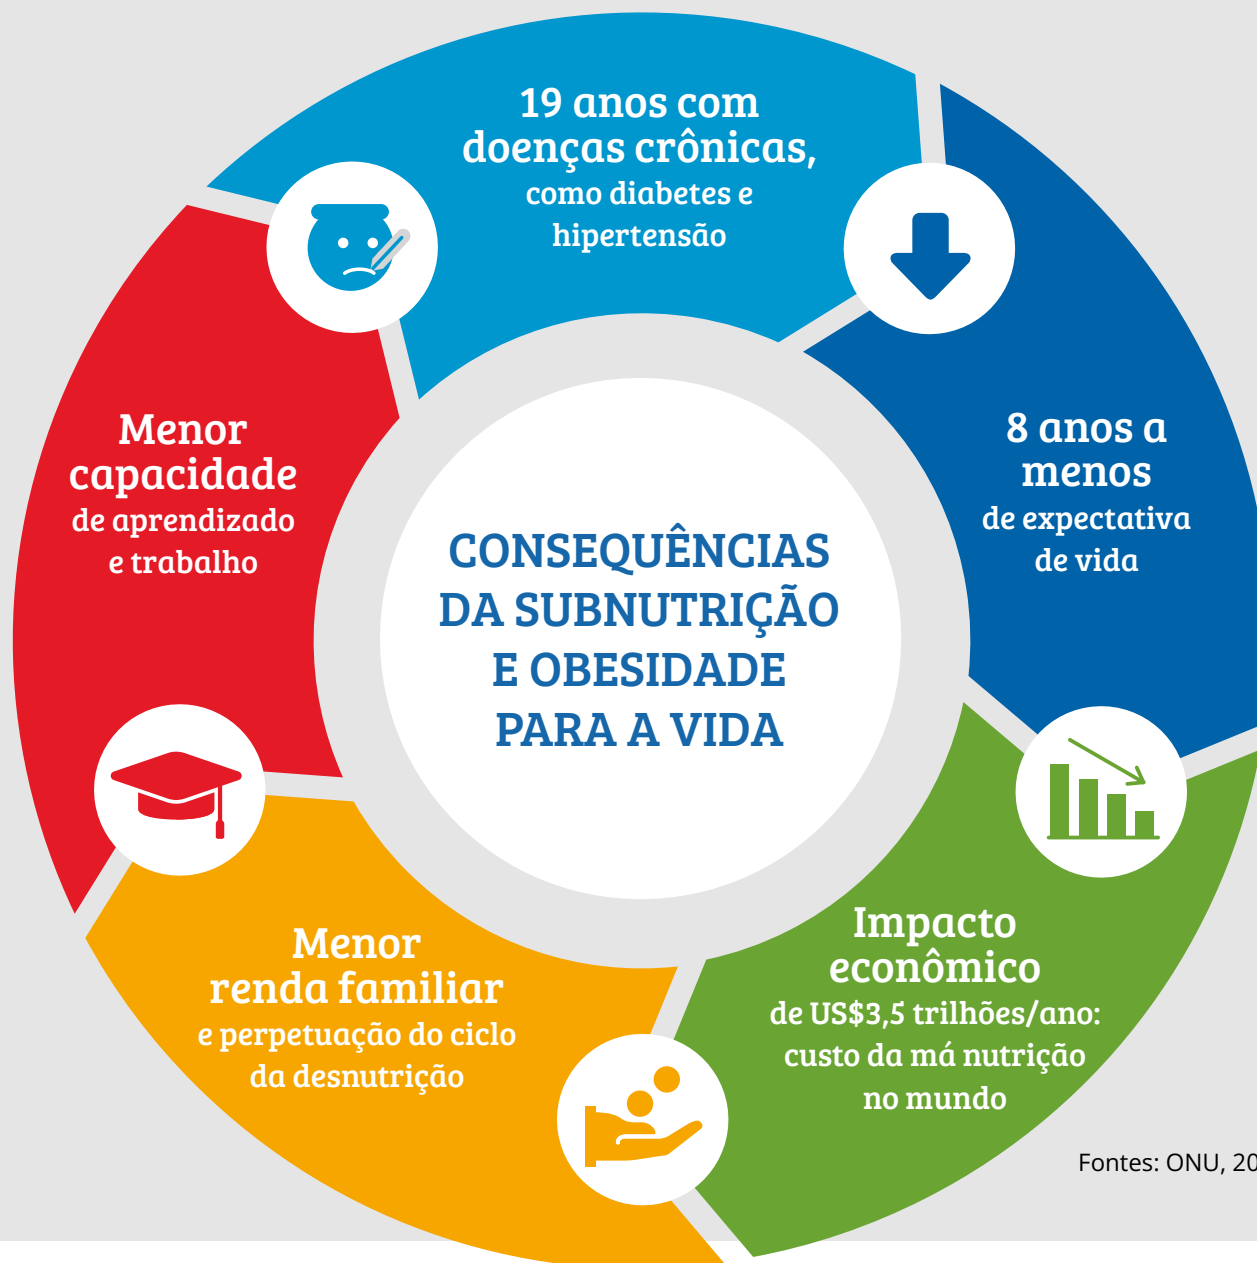 19 anos com
doenças crônicas,
como diabetes e
hipertensão
8 anos a
menos
de expectativa
de vida
Impacto
econômico
de US$3,5 trilhões/ano:
custo da má nutrição
no mundo
Menor
renda familiar
e perpetuação do ciclo
da desnutrição
Menor
capacidade
de aprendizado
e trabalho
CONSEQUÊNCIAS
DA SUBNUTRIÇÃO
E OBESIDADE
PARA A VIDA
Fontes: ONU, 20